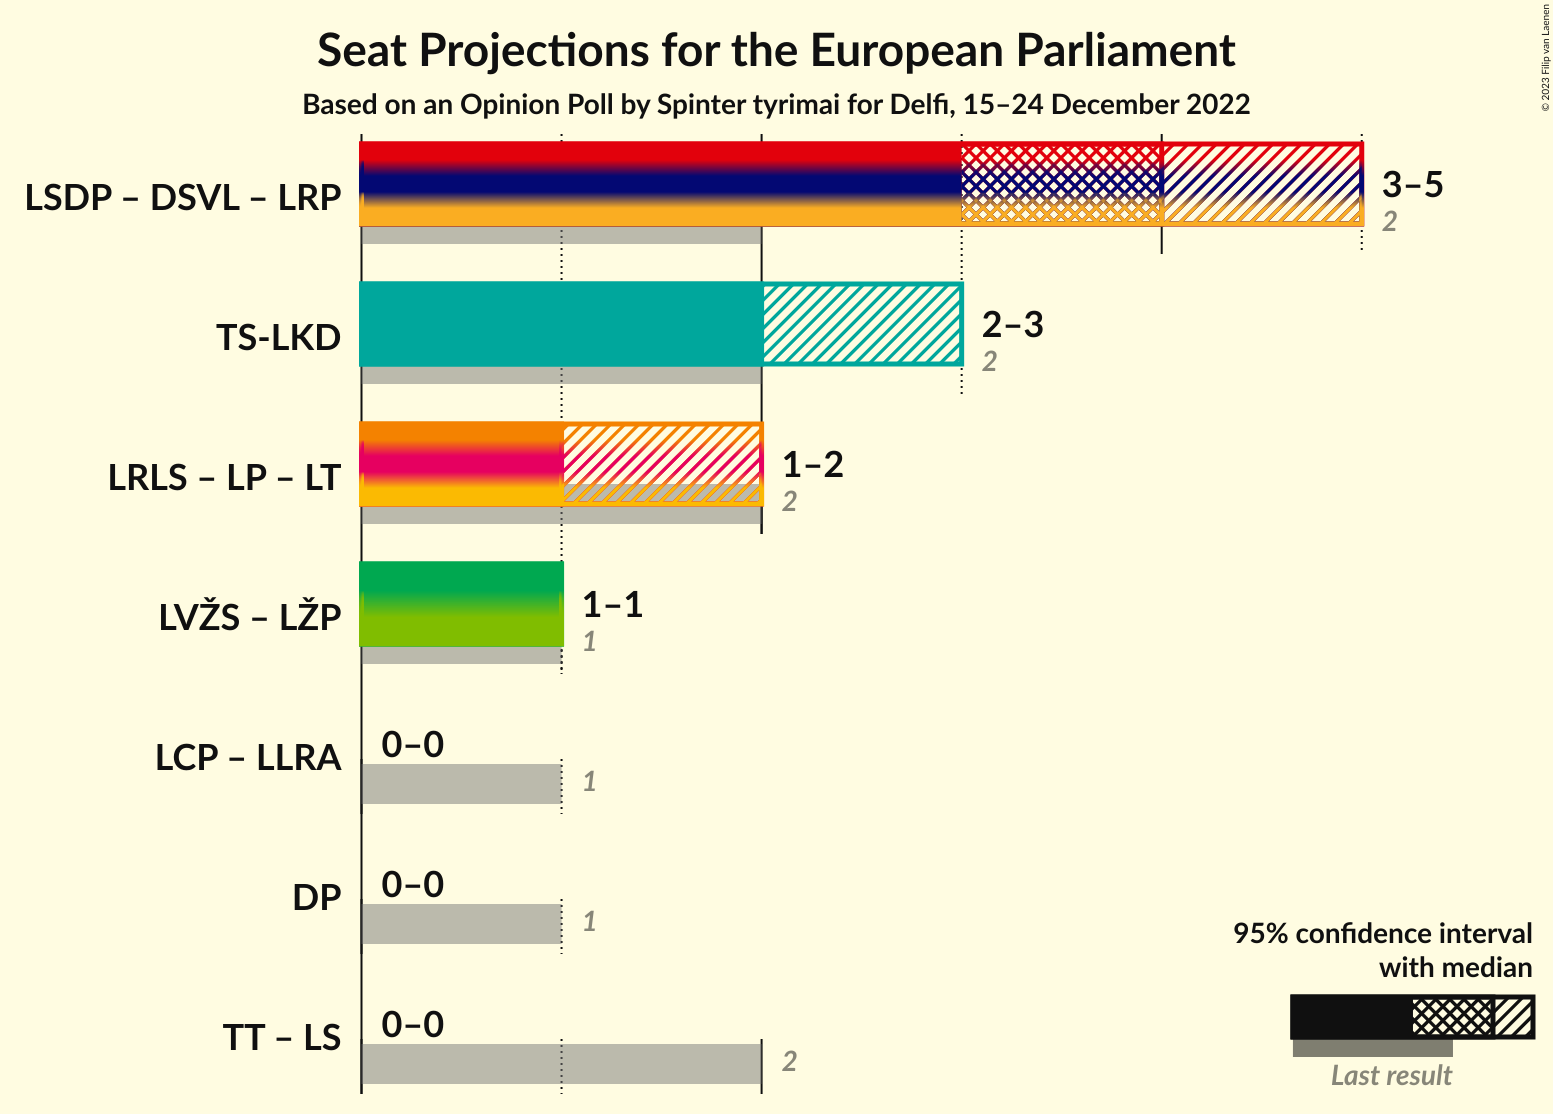 Seat Projections for the European Parliament
Based on an Opinion Poll by Spinter tyrimai for Delfi, 15–24 December 2022
© 2023 Filip van Laenen
LSDP – DSVL – LRP
3–5
2
TS-LKD
2–3
2
LRLS – LP – LT
1–2
2
LVŽS – LŽP
1–1
1
LCP – LLRA
0–0
1
DP
0–0
1
TT – LS
0–0
2
95% confidence interval
with median
Last result